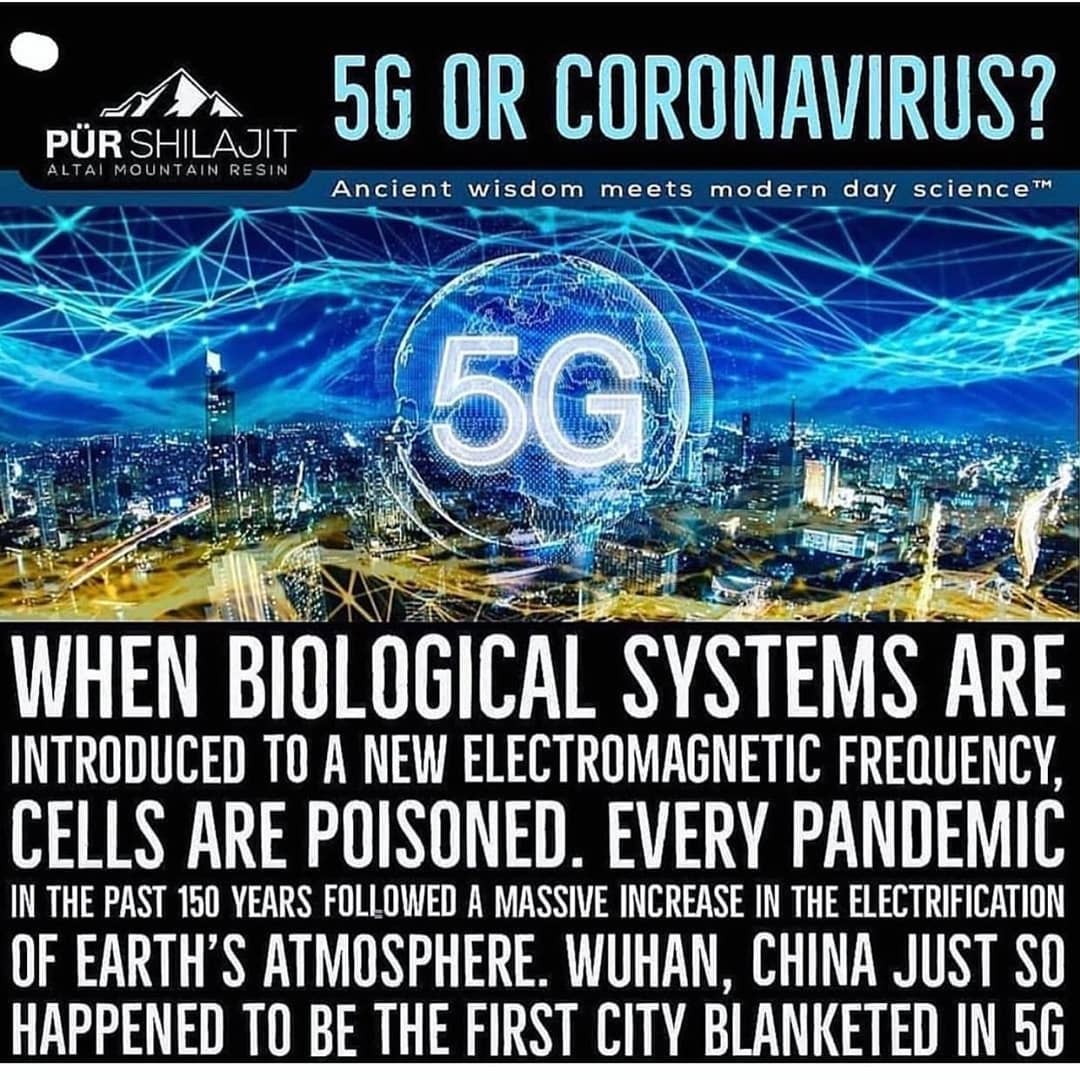 5G OR CORONAVIRUS?
PÜR SHILAJIT
ALTAI MOUNTAIN RESIN
Ancient wisdom meets modern day science™
5G
WHEN BIOLOGICAL SYSTEMS ARE
INTRODUCED TO A NEW ELECTROMAGNETIC FREQUENCY,
CELLS ARE POISONED. EVERY PANDEMIC
IN THE PAST 150 YEARS FOLLOWED A MASSIVE INCREASE IN THE ELECTRIFICATION
OF EARTH'S ATMOSPHERE. WUHAN, CHINA JUST SO
HAPPENED TO BE THE FIRST CITY BLANKETED IN 5G